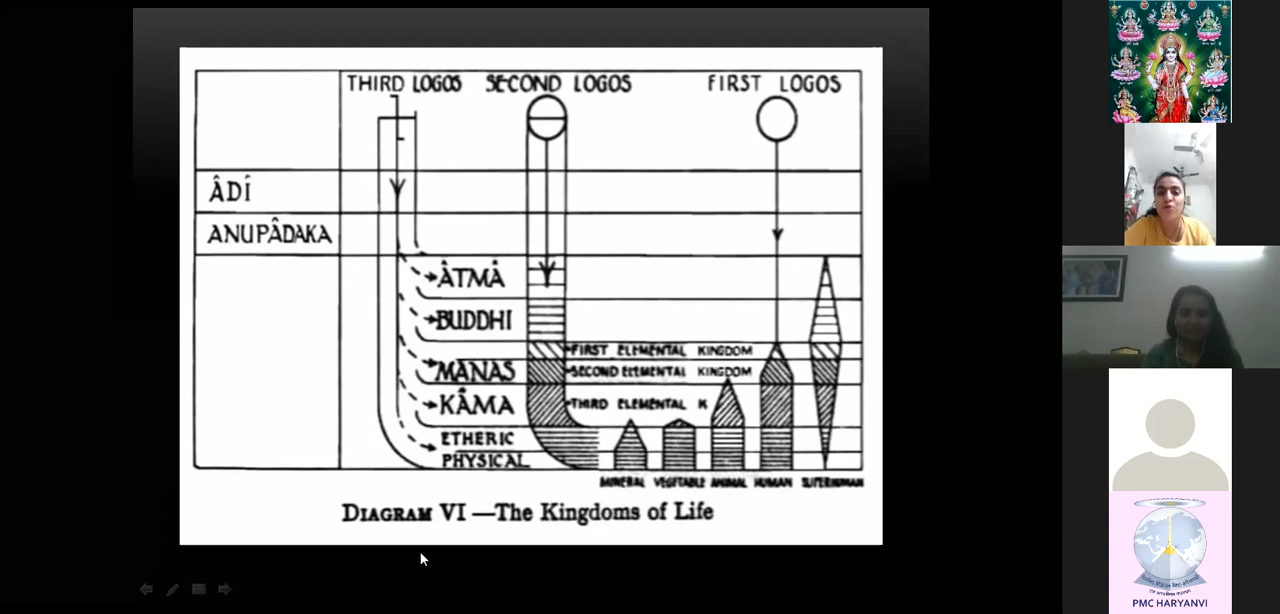 THIRD LOGOS SECOND LOGOS FIRST LOGOS
ÂDÍ
ANUPÂDAKA
ÂTMÂ
BUDDHI
FIRST ELEMENTAL KINGDOM
MANAS SECOND ELEMENTAL KINGDOM
KÂMA THIRD ELEMENTAL K
ETHERIC
PHYSICAL
MINERAL VEGETABLE ANIMAL HUMAN SUPERHUMAN
DIAGRAM VI —The Kingdoms of Life
PMC HARYANVI